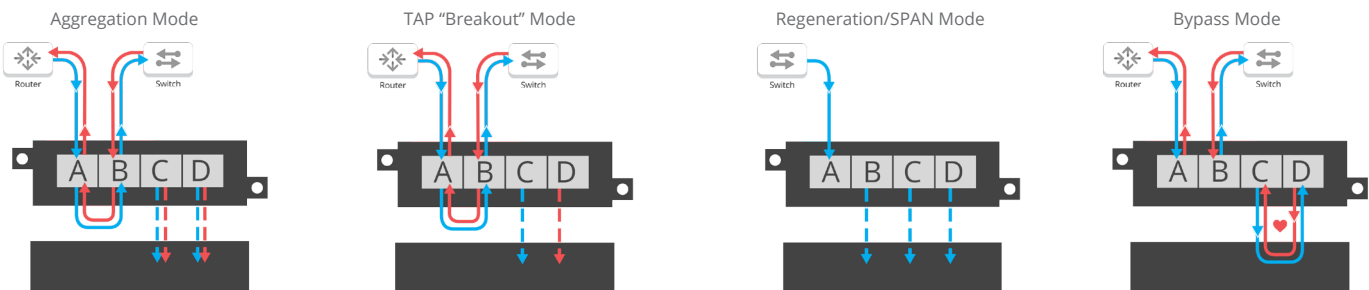 Aggregation Mode
Router
Switch
A B C D
TAP “Breakout” Mode
Router
Switch
A B C D
Regeneration/SPAN Mode
Switch
A B C D
Bypass Mode
Router
Switch
A B C D